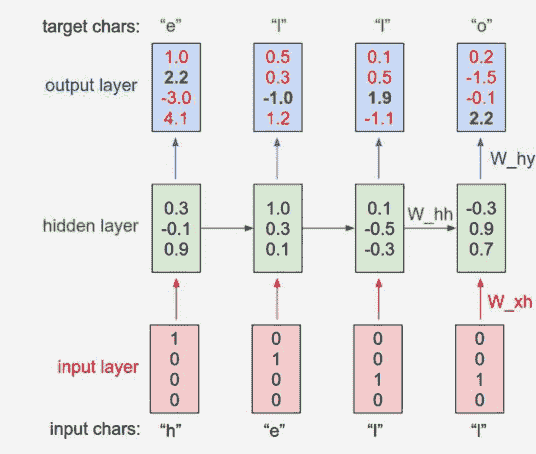 target chars: "e" "l" "l" "o"
output layer
1.0 0.5 0.1 0.2
2.2 0.3 0.5 -1.5
-3.0 -1.0 1.9 -0.1
4.1 1.2 -1.1 2.2
W_hy
hidden layer
0.3 1.0 0.1 -0.3
-0.1 0.3 -0.5 0.9
0.9 0.1 -0.3 0.7
W_hh
W_xh
input layer
1 0 0 0
0 1 0 0
0 0 1 1
0 0 0 0
input chars: "h" "e" "l" "l"